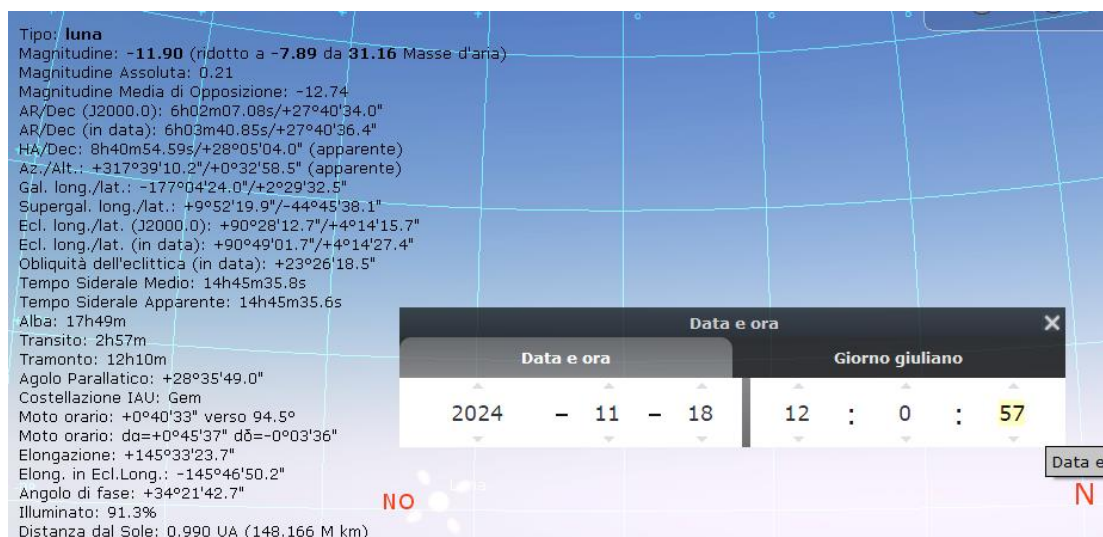 Tipo: luna
Magnitudine: -11.90 (ridotto a -7.89 da 31.16 Masse d'aria)
Magnitudine Assoluta: 0.21
Magnitudine Media di Opposizione: -12.74
AR/Dec (J2000.0): 6h02m07.08s/+27°40'34.0"
AR/Dec (in data): 6h03m40.85s/+27°40'36.4"
HA/Dec: 8h40m54.59s/+28°05'04.0" (apparente)
Az./Alt.: +317°39'10.2"/+0°32'58.5" (apparente)
Gal. long./lat.: -177°04'24.0"/+2°29'32.5"
Supergal. long./lat.: +9°52'19.9"/-44°45'38.1"
Ecl. long./lat. (J2000.0): +90°28'12.7"/+4°14'15.7"
Ecl. long./lat. (in data): +90°49'01.7"/+4°14'27.4"
Obliquità dell'eclittica (in data): +23°26'18.5"
Tempo Siderale Medio: 14h45m35.8s
Tempo Siderale Apparente: 14h45m35.6s
Alba: 17h49m
Transito: 2h57m
Tramonto: 12h10m
Agolo Parallatico: +28°35'49.0"
Costellazione IAU: Gem
Moto orario: +0°40'33" verso 94.5°
Moto orario: dα=+0°45'37" dδ=-0°03'36"
Elongazione: +145°33'23.7"
Elong. in Ecl.Long.: -145°46'50.2"
Angolo di fase: +34°21'42.7"
Illuminato: 91.3%
Distanza dal Sole: 0.990 UA (148.166 M km)
Data e ora ×
Data e ora Giorno giuliano
2024 - 11 - 18 12 : 0 : 57
Data e
Luna
NO
N